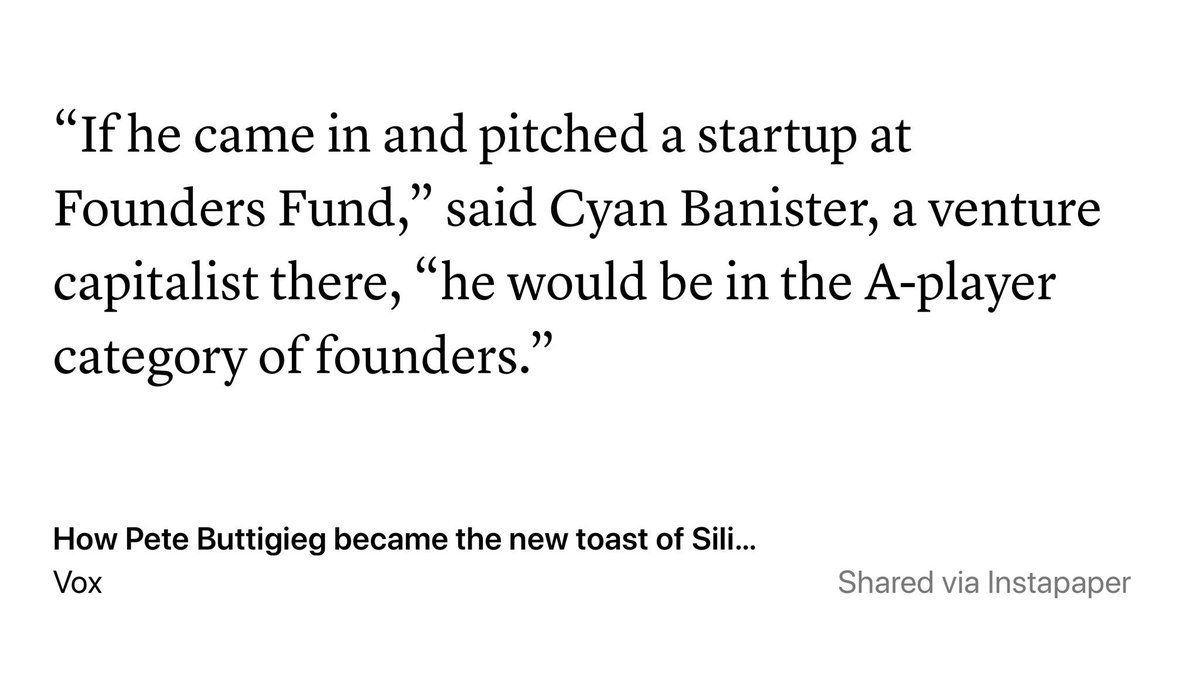 “If he came in and pitched a startup at
Founders Fund,” said Cyan Banister, a venture
capitalist there, “he would be in the A-player
category of founders.”
How Pete Buttigieg became the new toast of Sili...
Vox
Shared via Instapaper